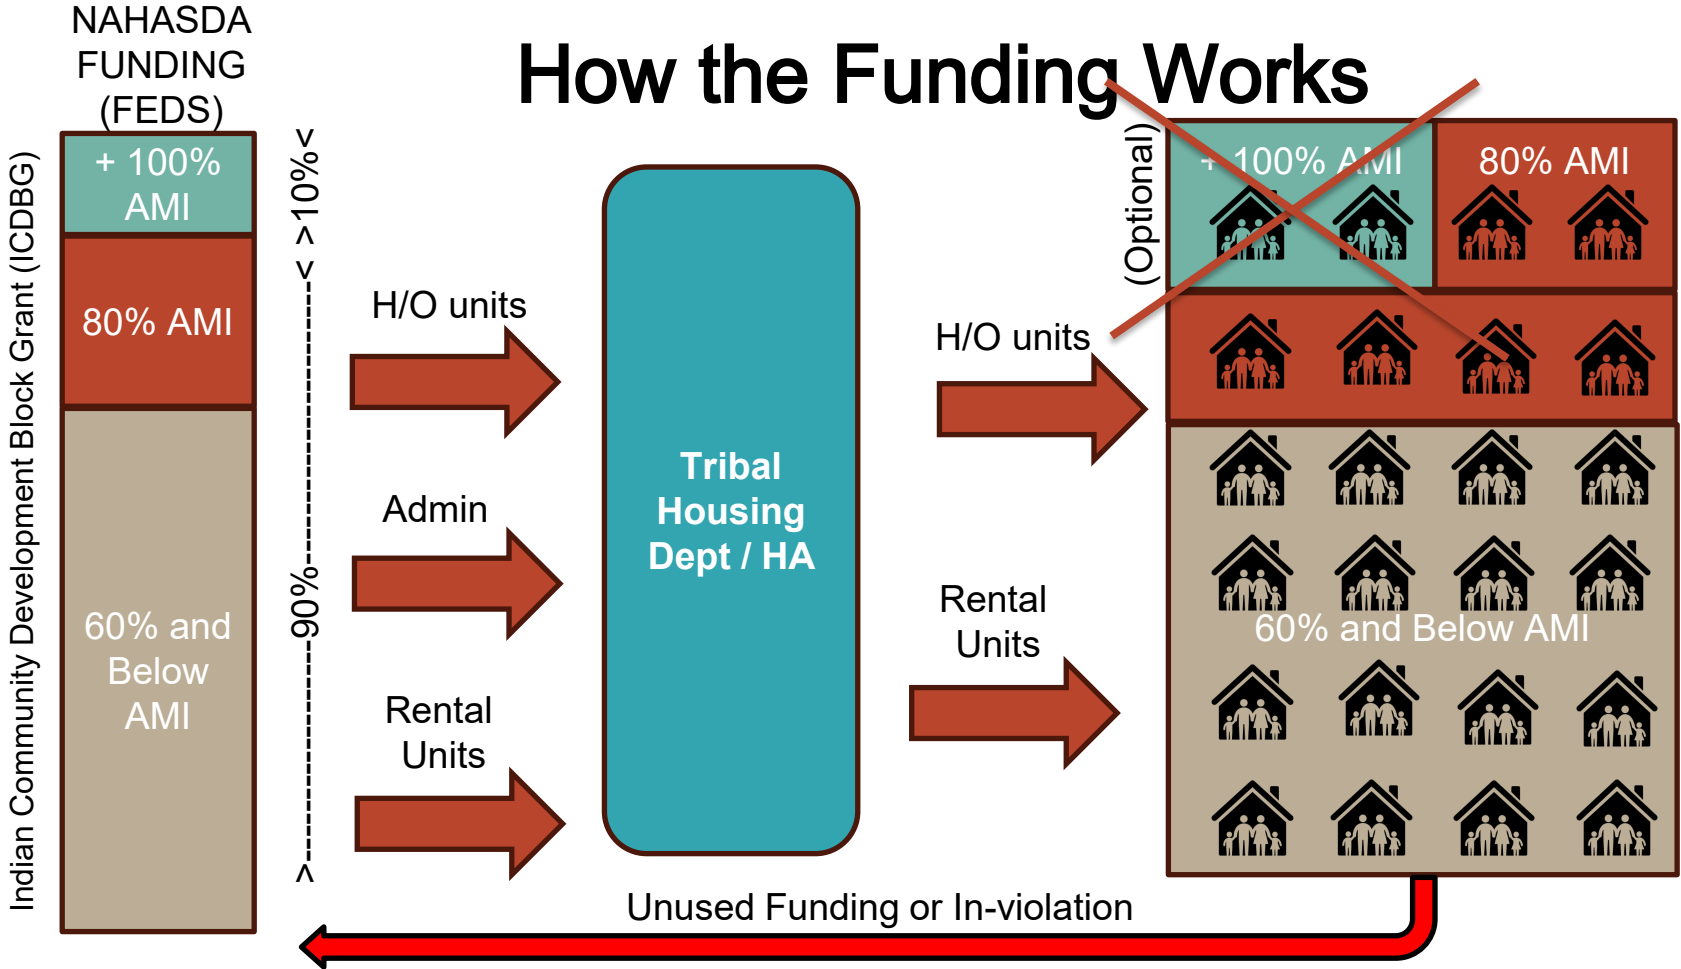 NAHASDA
FUNDING
(FEDS)
How the Funding Works
Indian Community Development Block Grant (ICDBG)
+ 100%
AMI
80% AMI
60% and
Below
AMI
>10%<
<-----------90%-------------->
H/O units
Admin
Rental
Units
Tribal
Housing
Dept / HA
H/O units
Rental
Units
(Optional)
+ 100% AMI
80% AMI
60% and Below AMI
Unused Funding or In-violation